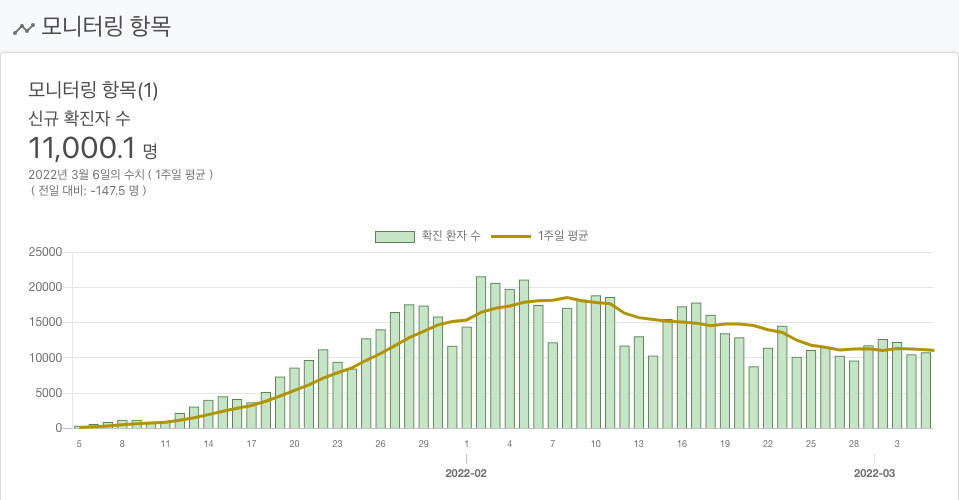 모니터링 항목
모니터링 항목(1)
신규 확진자 수
11,000.1 명
2022년 3월 6일의 수치 ( 1주일 평균 )
( 전일 대비: -147.5 명 )
확진 환자 수 1주일 평균
25000
20000
15000
10000
5000
0
5 8 11 14 17 20 23 26 29 1 4 7 10 13 16 19 22 25 28 3
2022-02 2022-03